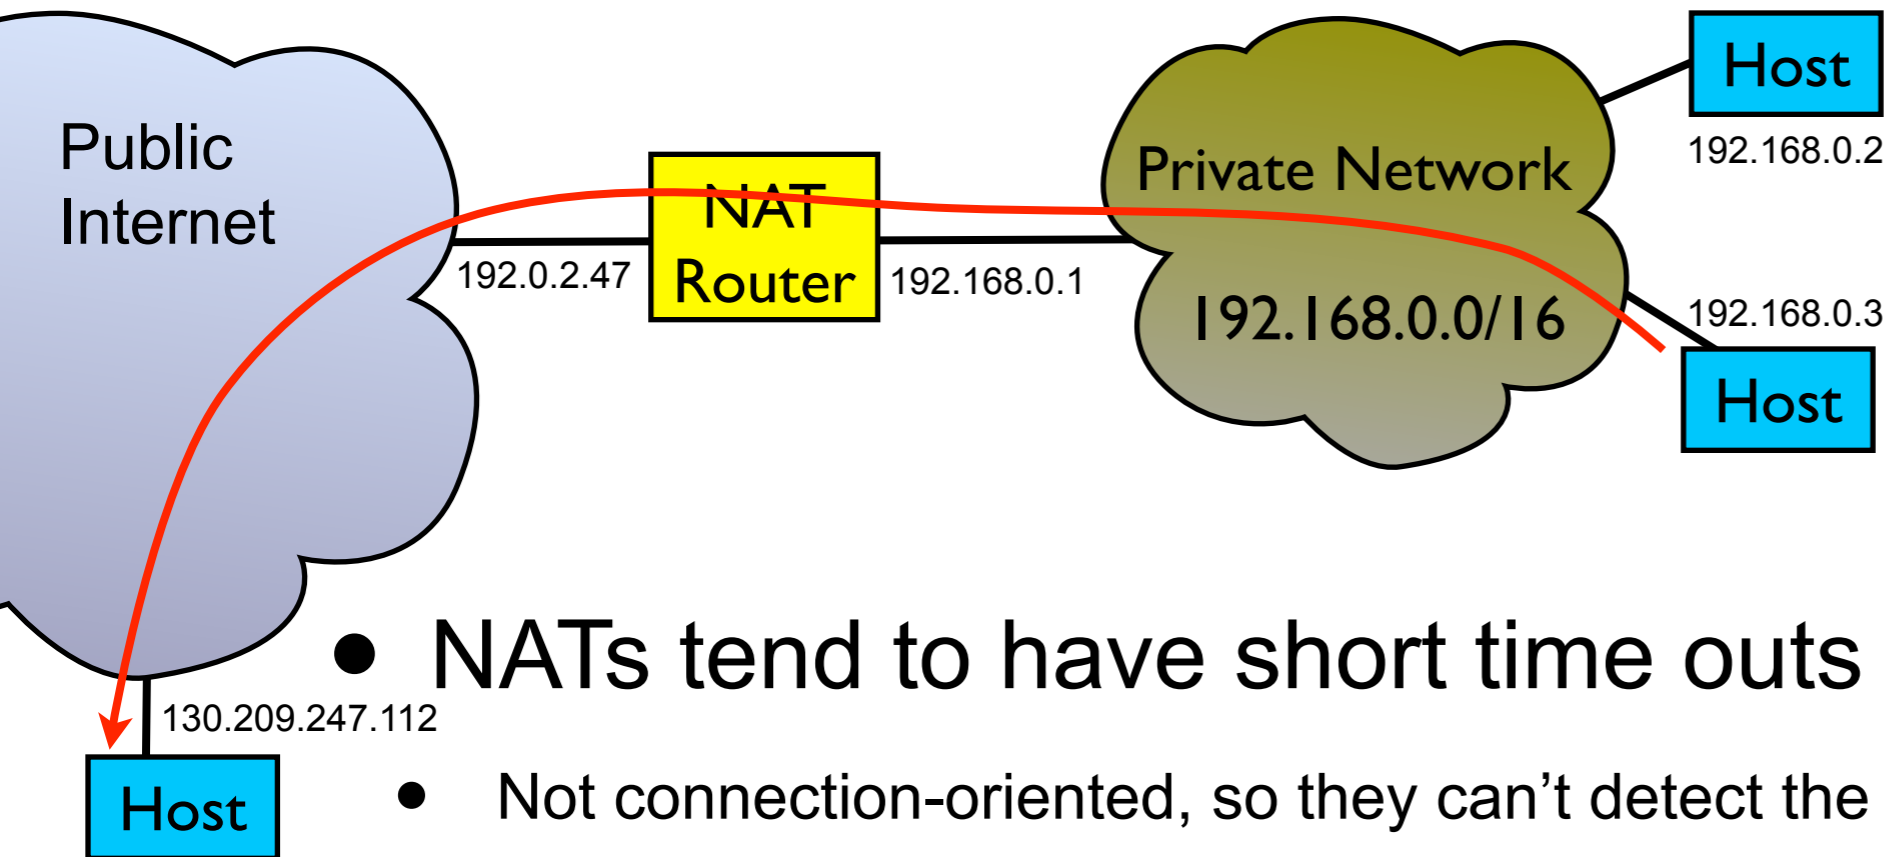 Public
Internet
192.0.2.47
NAT
Router
192.168.0.1
Private Network
192.168.0.0/16
Host
192.168.0.2
192.168.0.3
Host
130.209.247.112
Host
• NATs tend to have short time outs
• Not connection-oriented, so they can’t detect the